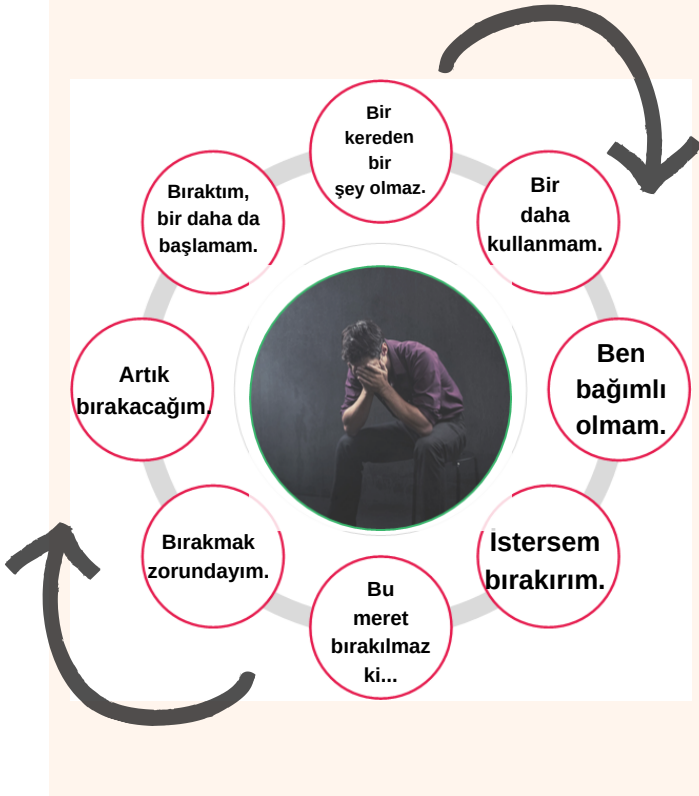 Bir
kereden
bir
şey olmaz.
Bir
daha
kullanmam.
Ben
bağımlı
olmam.
İstersem
bırakırım.
Bu
meret
bırakılmaz
ki...
Bırakmak
zorundayım.
Artık
bırakacağım.
Bıraktım,
bir daha da
başlamam.